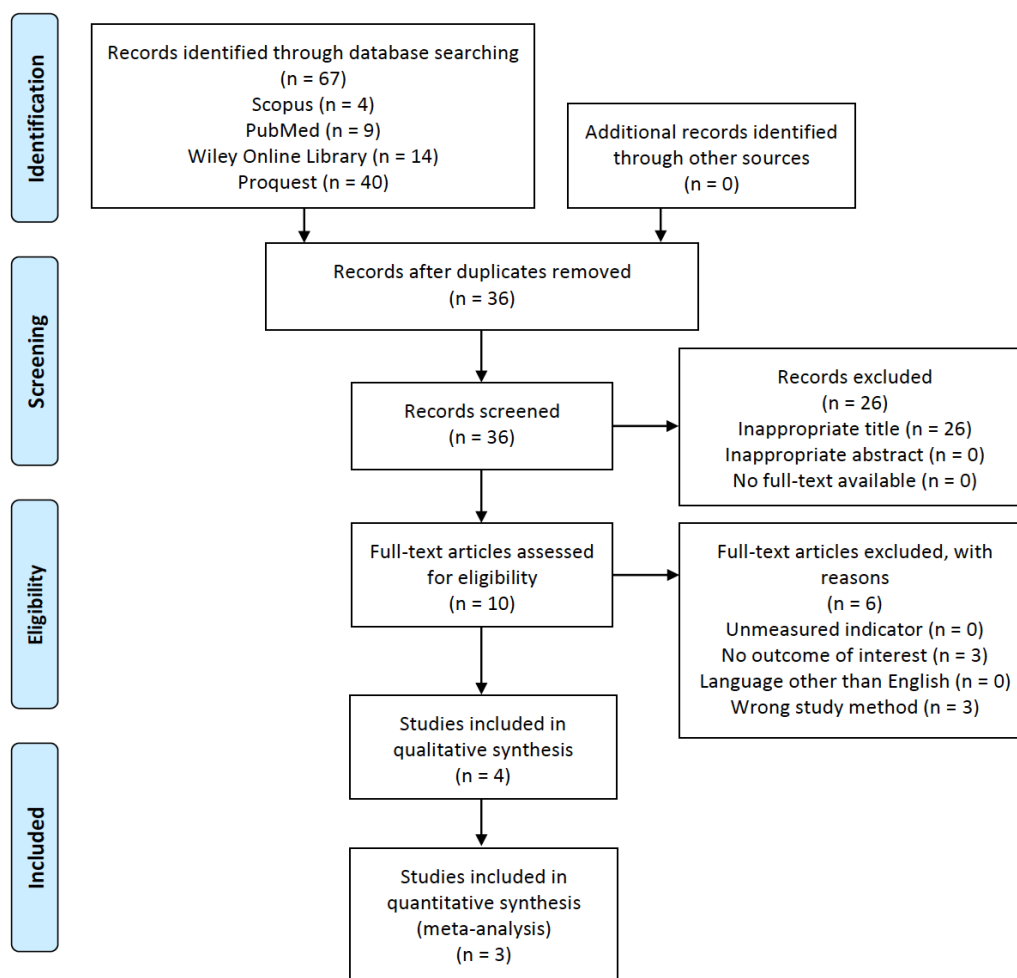 Identification
Records identified through database searching
(n = 67)
Scopus (n = 4)
PubMed (n = 9)
Wiley Online Library (n = 14)
Proquest (n = 40)
Additional records identified
through other sources
(n = 0)
Records after duplicates removed
(n = 36)
Screening
Records screened
(n = 36)
Records excluded
(n = 26)
Inappropriate title (n = 26)
Inappropriate abstract (n = 0)
No full-text available (n = 0)
Eligibility
Full-text articles assessed
for eligibility
(n = 10)
Full-text articles excluded, with
reasons
(n = 6)
Unmeasured indicator (n = 0)
No outcome of interest (n = 3)
Language other than English (n = 0)
Wrong study method (n = 3)
Studies included in
qualitative synthesis
(n = 4)
Included
Studies included in
quantitative synthesis
(meta-analysis)
(n = 3)